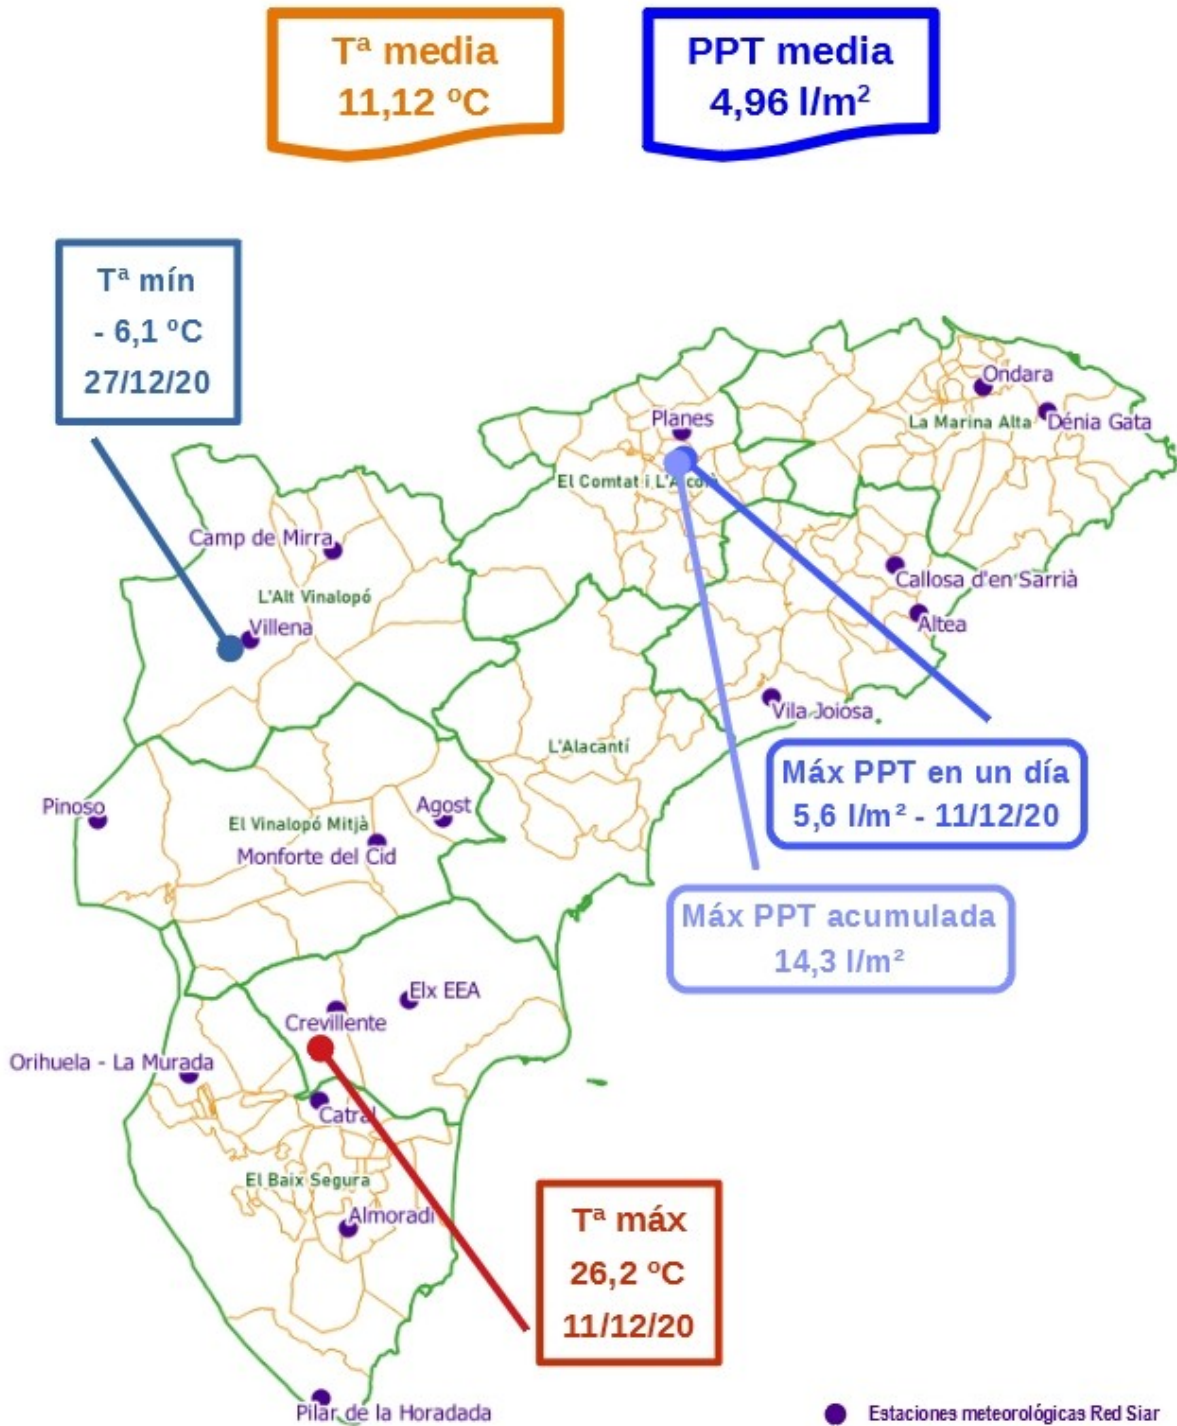 Tª media
11,12 ºC
PPT media
4,96 l/m²
Tª mín
- 6,1 ºC
27/12/20
Ondara
La Marina Alta
Dénia Gata
Planes
El Comtat i L'Alcoià
Camp de Mirra
L'Alt Vinalopó
Villena
Callosa d'en Sarrià
Altea
Vila Joiosa
L'Alacantí
Máx PPT en un día
5,6 l/m² - 11/12/20
Pinoso
Agost
El Vinalopó Mitjà
Monforte del Cid
Máx PPT acumulada
14,3 l/m²
Elx EEA
Crevillente
Orihuela - La Murada
Catral
El Baix Segura
Almoradí
Tª máx
26,2 ºC
11/12/20
Pilar de la Horadada
Estaciones meteorológicas Red Siar